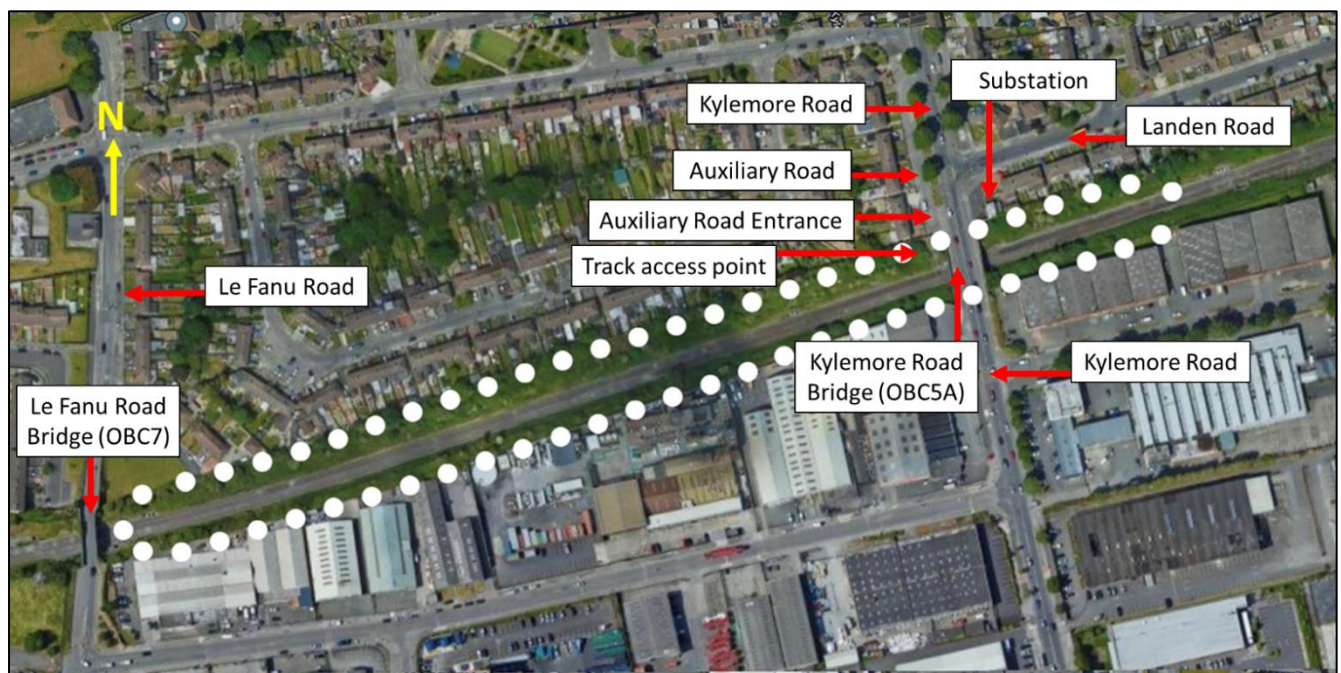 N
Kylemore Road
Substation
Landen Road
Auxiliary Road
Auxiliary Road Entrance
Track access point
Le Fanu Road
Kylemore Road
Bridge (OBC5A)
Kylemore Road
Le Fanu Road
Bridge (OBC7)